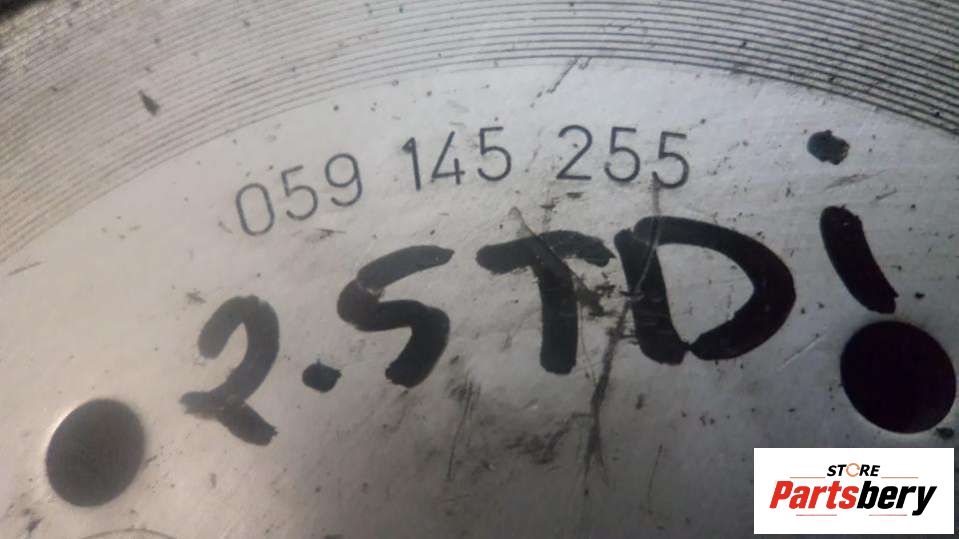 059 145 255
2.5TDi
STORE
Partsbery